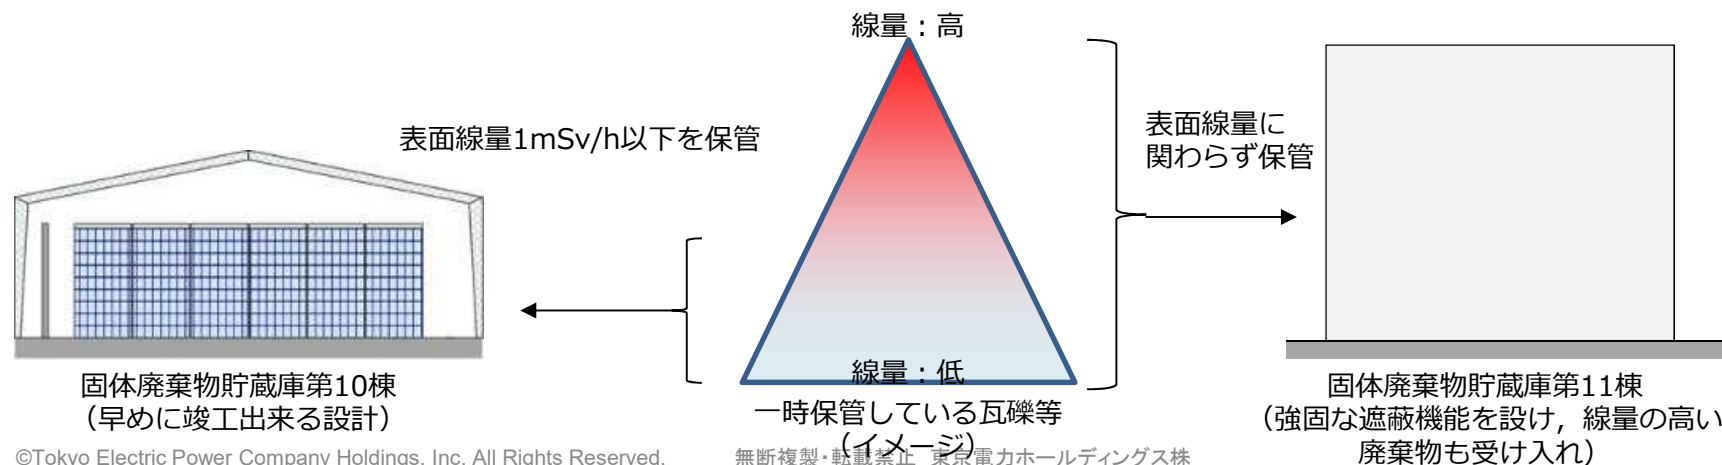 線量：高
表面線量1mSv/h以下を保管
表面線量に
関わらず保管
線量：低
固体廃棄物貯蔵庫第10棟
（早めに竣工出来る設計）
一時保管している瓦礫等
（イメージ）
固体廃棄物貯蔵庫第11棟
（強固な遮蔽機能を設け，線量の高い
廃棄物も受け入れ）
©Tokyo Electric Power Company Holdings, Inc. All Rights Reserved.
無断複製・転載禁止 東京電力ホールディングス株